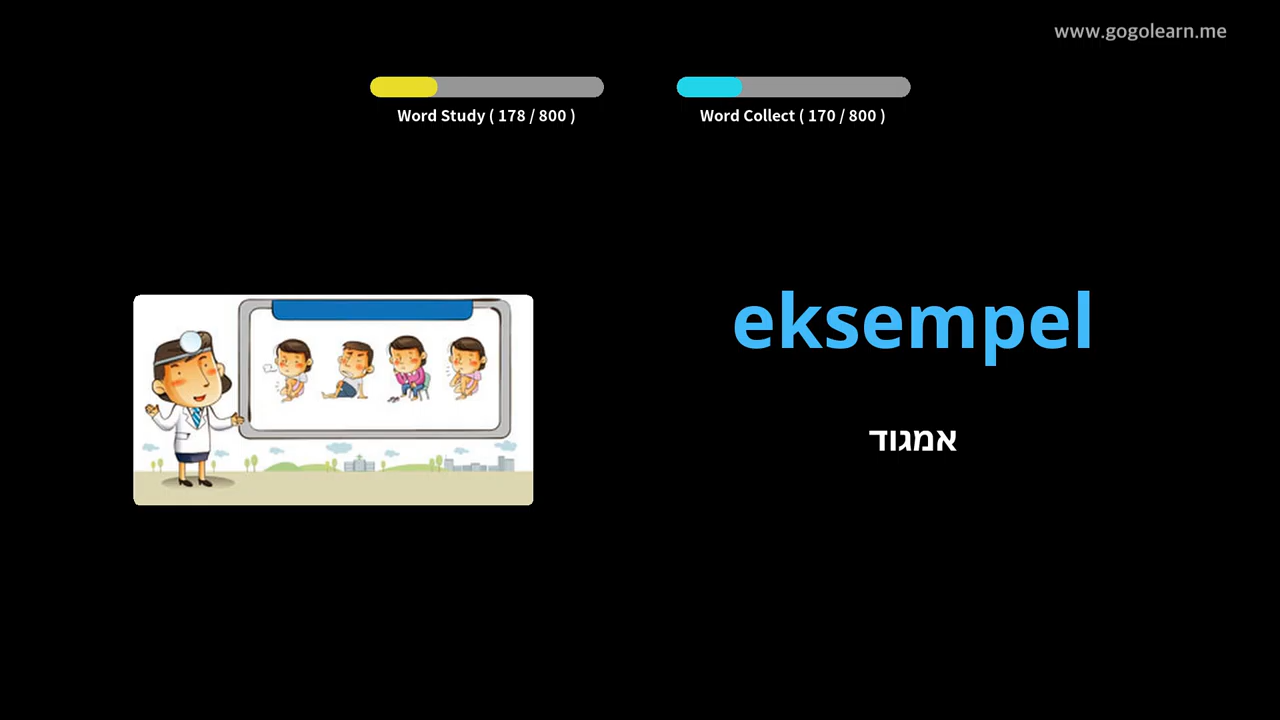 www.gogolearn.me
Word Study ( 178 / 800 )
Word Collect ( 170 / 800 )
eksempel
אמגוד